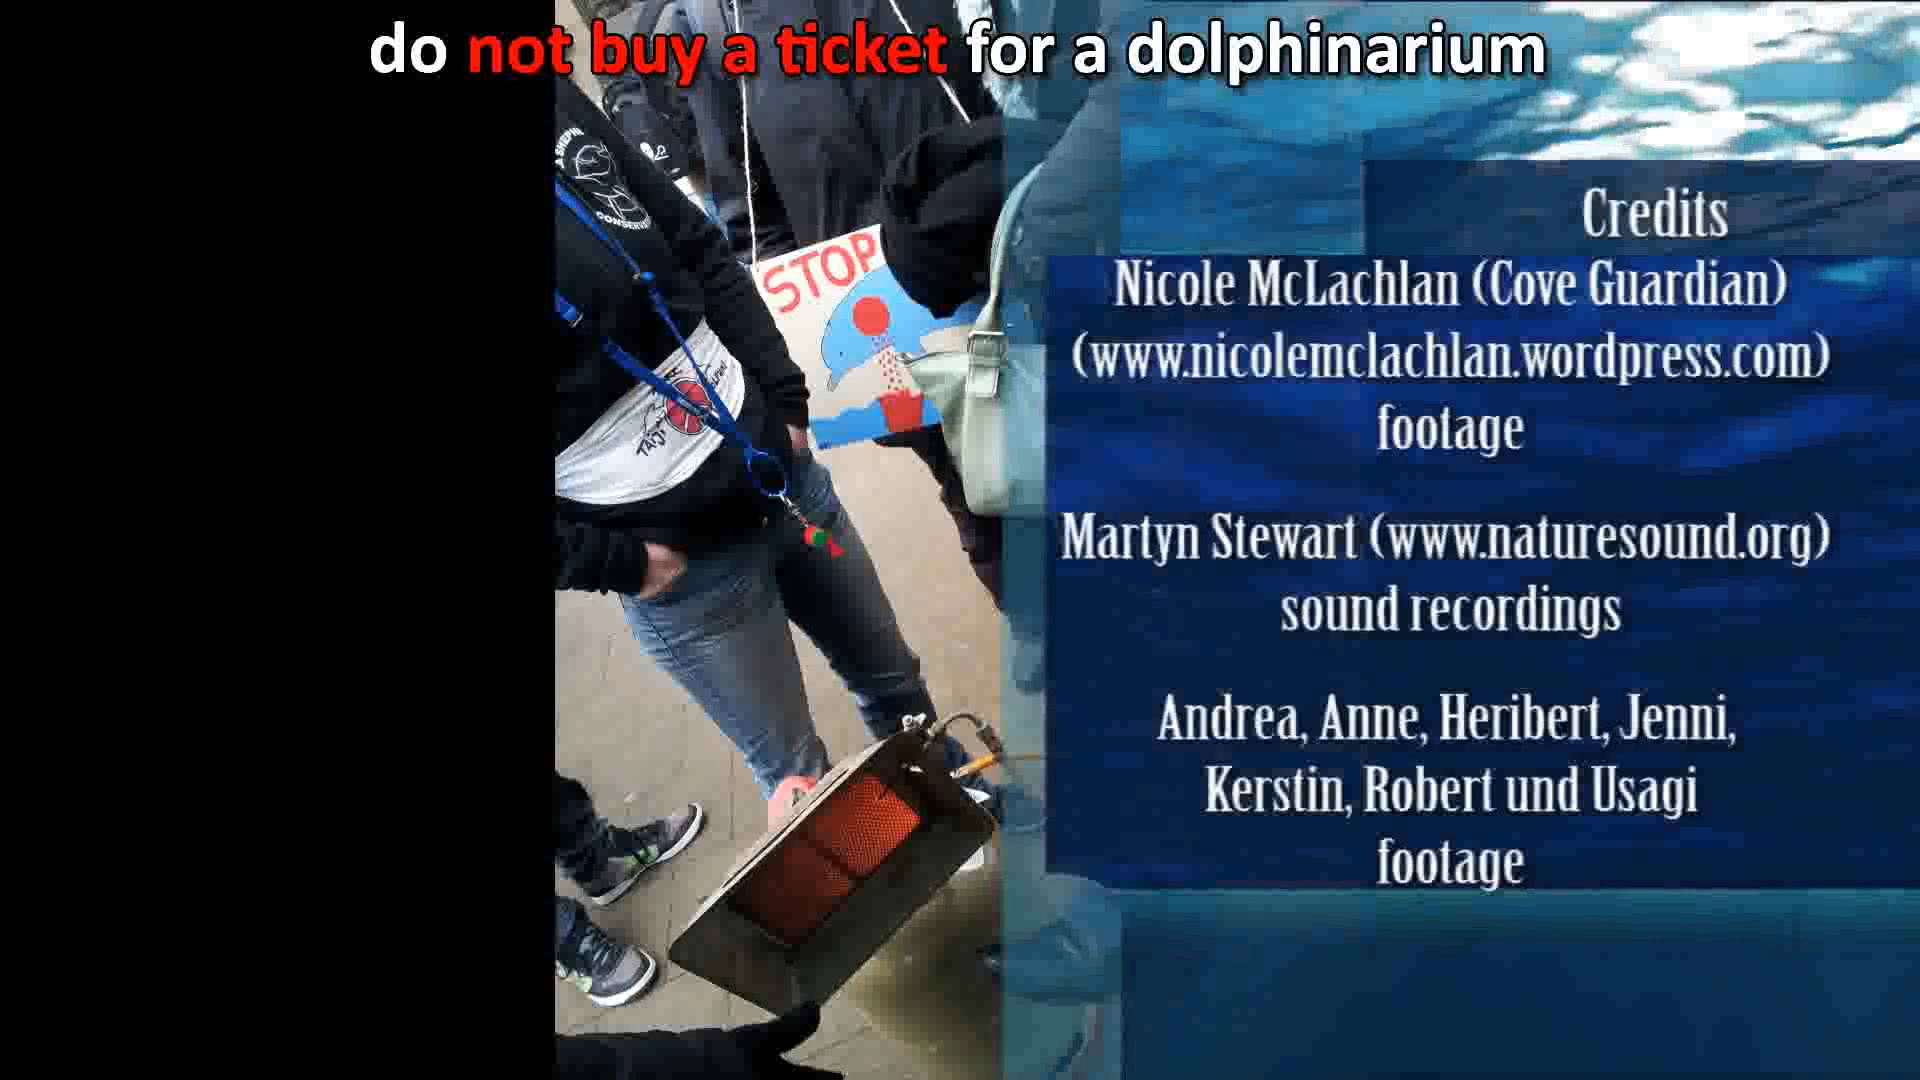 do not buy a ticket for a dolphinarium
STOP
Credits
Nicole McLachlan (Cove Guardian)
(www.nicolemclachlan.wordpress.com)
footage
Martyn Stewart (www.naturesound.org)
sound recordings
Andrea, Anne, Heribert, Jenni,
Kerstin, Robert und Usagi
footage